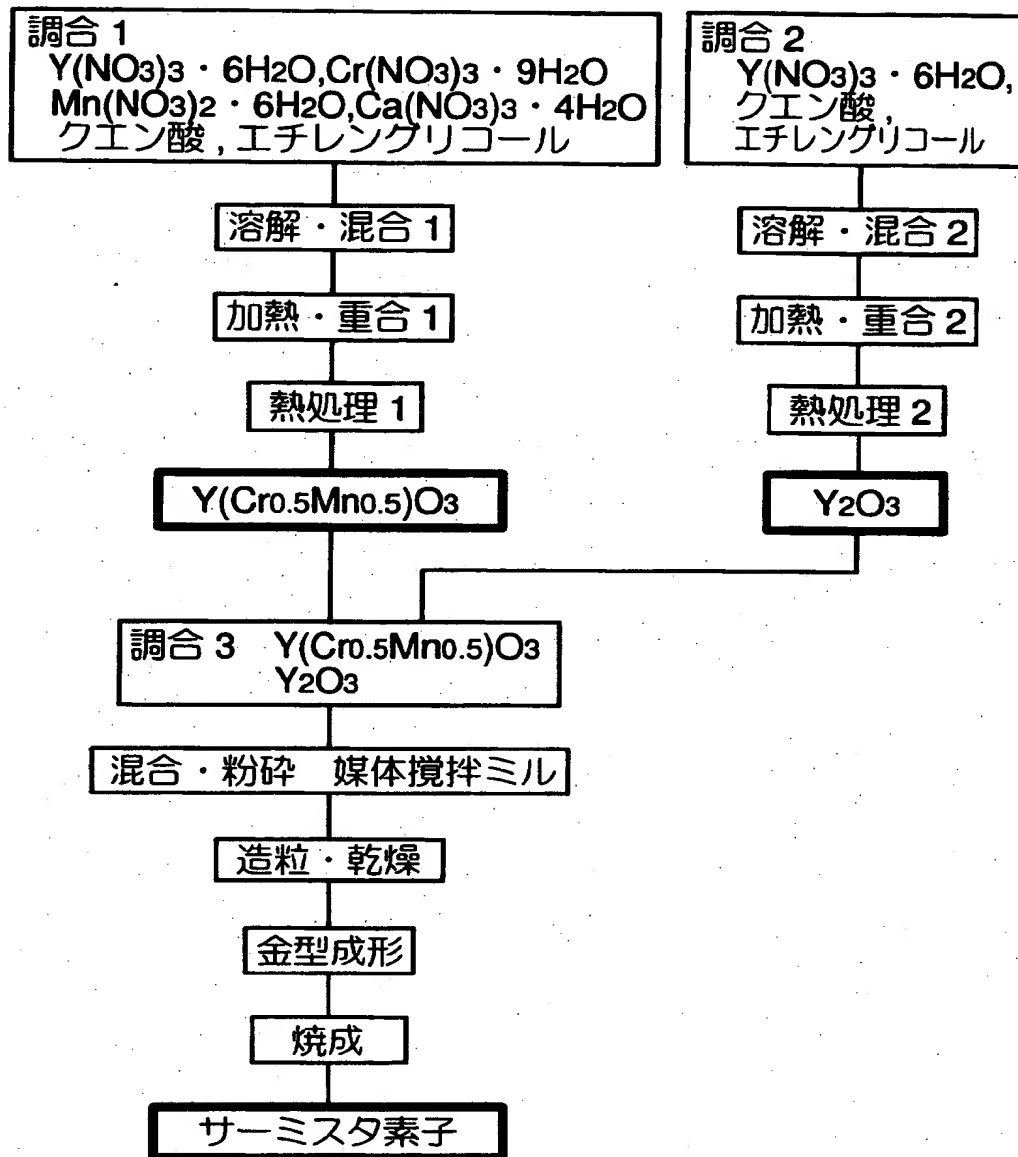 調合 1
Y(NO3)3・6H2O,Cr(NO3)3・9H2O
Mn(NO3)2・6H2O,Ca(NO3)3・4H2O
クエン酸 , エチレングリコール
溶解・混合 1
加熱・重合 1
熱処理 1
Y(Cr0.5Mn0.5)O3
調合 2
Y(NO3)3・6H2O,
クエン酸 ,
エチレングリコール
溶解・混合 2
加熱・重合 2
熱処理 2
Y2O3
調合 3 Y(Cr0.5Mn0.5)O3
Y2O3
混合・粉砕 媒体撹拌ミル
造粒・乾燥
金型成形
焼成
サーミスタ素子